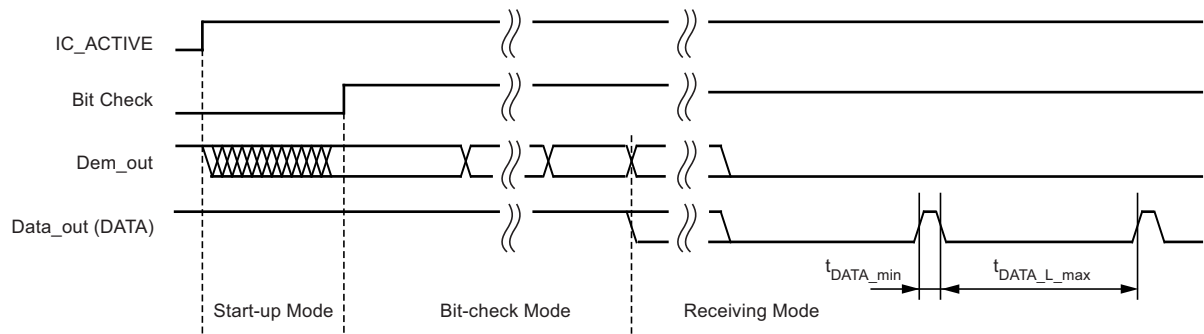 IC_ACTIVE
Bit Check
Dem_out
Data_out (DATA)
tDATA_min
tDATA_L_max
Start-up Mode
Bit-check Mode
Receiving Mode